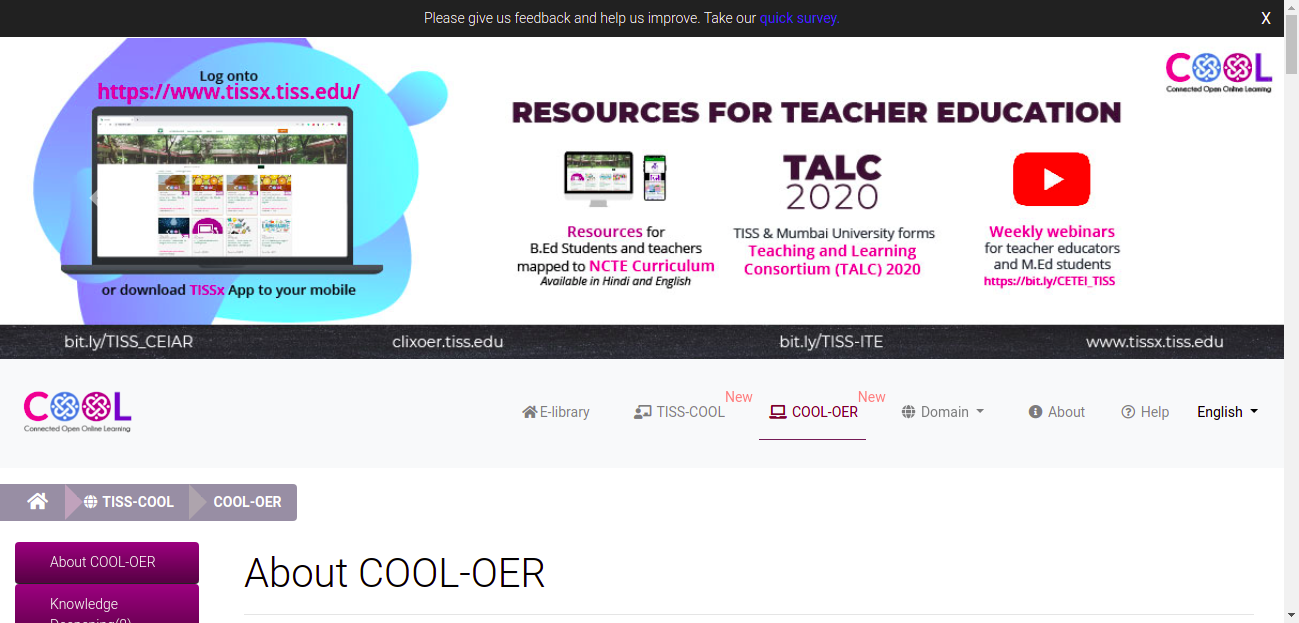 Please give us feedback and help us improve. Take our quick survey.
X
Log onto
https://www.tissx.tiss.edu/
or download TISSx App to your mobile
COOL
Connected Open Online Learning
RESOURCES FOR TEACHER EDUCATION
Resources for
B.Ed Students and teachers
mapped to NCTE Curriculum
Available in Hindi and English
TALC
2020
TISS & Mumbai University forms
Teaching and Learning
Consortium (TALC) 2020
Weekly webinars
for teacher educators
and M.Ed students
https://bit.ly/CETEI_TISS
bit.ly/TISS_CEIAR
clixoer.tiss.edu
bit.ly/TISS-ITE
www.tissx.tiss.edu
COOL
Connected Open Online Learning
E-library
TISS-COOL New
COOL-OER New
Domain
About
Help
English
TISS-COOL
COOL-OER
About COOL-OER
Knowledge
About COOL-OER